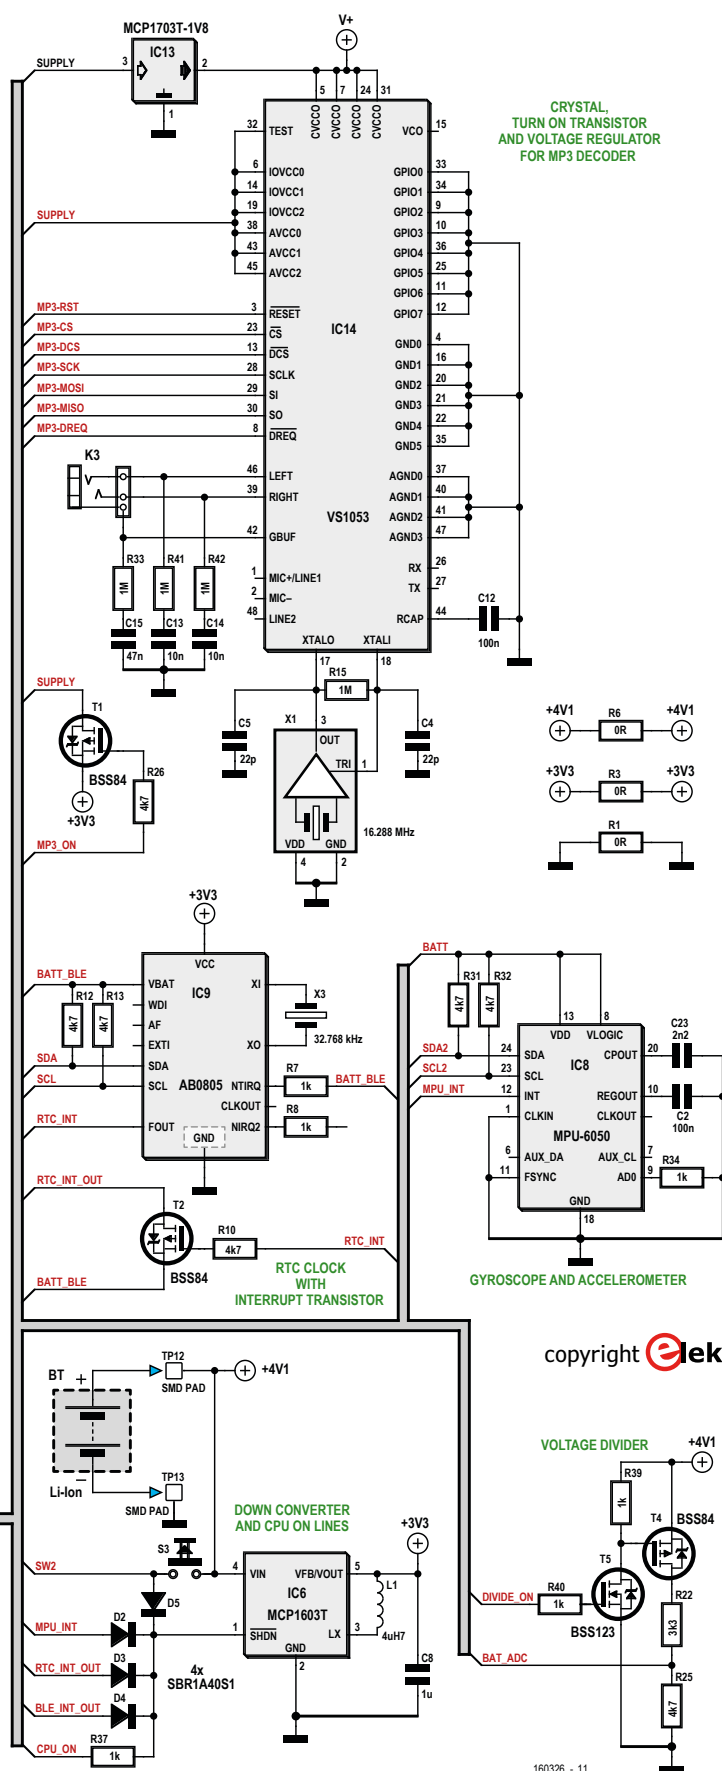 MCP1703T-1V8
V+
SUPPLY
3
IC13
2
1
5
7
24
31
CVCC0
CVCC0
CVCC0
CVCC0
CRYSTAL,
TURN ON TRANSISTOR
AND VOLTAGE REGULATOR
FOR MP3 DECODER
32
TEST
VCO
15
6
IOVCC0
GPIO0
33
14
IOVCC1
GPIO1
34
19
IOVCC2
GPIO2
9
SUPPLY
38
AVCC0
GPIO3
10
43
AVCC1
GPIO4
36
45
AVCC2
GPIO5
25
GPIO6
11
MP3-RST
3
RESET
GPIO7
12
MP3-CS
23
CS
IC14
GND0
4
MP3-DCS
13
DCS
GND1
16
MP3-SCK
28
SCLK
GND2
20
MP3-MOSI
29
SI
GND3
21
MP3-MISO
30
SO
GND4
22
MP3-DREQ
8
DREQ
GND5
35
K3
46
LEFT
AGND0
37
39
RIGHT
AGND1
40
VS1053
AGND2
41
42
GBUF
AGND3
47
R33
R41
R42
1M
1M
1M
1
MIC+/LINE1
RX
26
2
MIC–
TX
27
48
LINE2
RCAP
44
C12
100n
C15
C13
C14
47n
10n
10n
XTALO
XTALI
17
18
SUPPLY
R15
1M
T1
C5
22p
X1
3
OUT
C4
22p
TRI
1
BSS84
R26
4k7
+3V3
16.288 MHz
MP3_ON
VDD
GND
4
2
+4V1
R6
0R
+4V1
+3V3
R3
0R
+3V3
R1
0R
+3V3
VCC
BATT_BLE
VBAT
IC9
XI
R12
R13
4k7
4k7
WDI
X3
AF
32.768 kHz
EXTI
XO
SDA
SDA
R7
SCL
SCL
AB0805
NTIRQ
1k
BATT_BLE
CLKOUT
R8
RTC_INT
FOUT
NIRQ2
1k
GND
RTC_INT_OUT
T2
R10
4k7
RTC_INT
BSS84
BATT_BLE
RTC CLOCK
WITH
INTERRUPT TRANSISTOR
BATT
R31
R32
4k7
4k7
13
8
VDD
VLOGIC
C23
2n2
SDA2
24
SDA
IC8
CPOUT
20
SCL2
23
SCL
MPU_INT
12
INT
REGOUT
10
C2
100n
1
CLKIN
CLKOUT
MPU-6050
6
AUX_DA
AUX_CL
7
R34
11
FSYNC
AD0
9
1k
GND
18
GYROSCOPE AND ACCELEROMETER
BT
+
TP12
SMD PAD
+4V1
copyright elek
–
Li-Ion
TP13
SMD PAD
DOWN CONVERTER
AND CPU ON LINES
+3V3
S3
SW2
4
VIN
VFB/VOUT
5
IC6
L1
D5
MCP1603T
MPU_INT
D2
1
SHDN
LX
3
4uH7
GND
RTC_INT_OUT
D3
4x
SBR1A40S1
2
C8
1u
BLE_INT_OUT
D4
CPU_ON
R37
1k
VOLTAGE DIVIDER
+4V1
R39
1k
T4
BSS84
T5
DIVIDE_ON
R40
1k
R22
3k3
BSS123
BAT_ADC
R25
4k7
160326 - 11